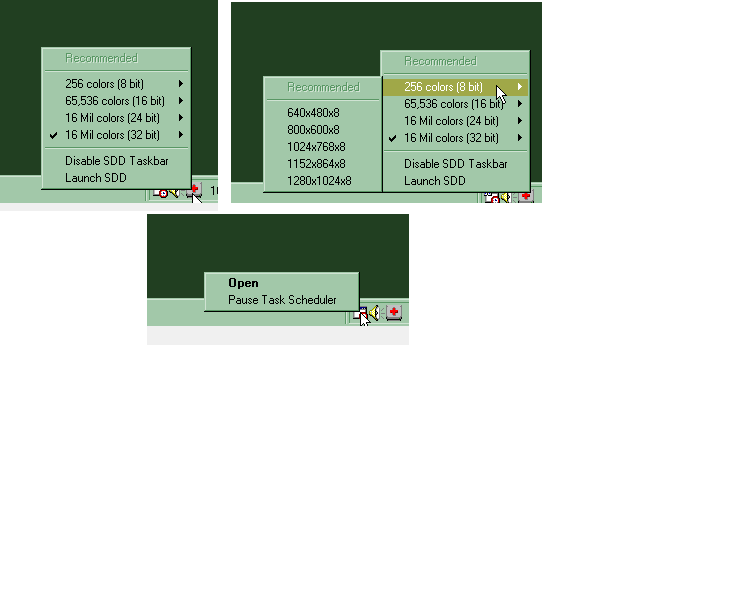 Recommended
256 colors (8 bit)
65,536 colors (16 bit)
16 Mil colors (24 bit)
16 Mil colors (32 bit)
Disable SDD Taskbar
Launch SDD
Recommended
640x480x8
800x600x8
1024x768x8
1152x864x8
1280x1024x8
Recommended
256 colors (8 bit)
65,536 colors (16 bit)
16 Mil colors (24 bit)
16 Mil colors (32 bit)
Disable SDD Taskbar
Launch SDD
Open
Pause Task Scheduler